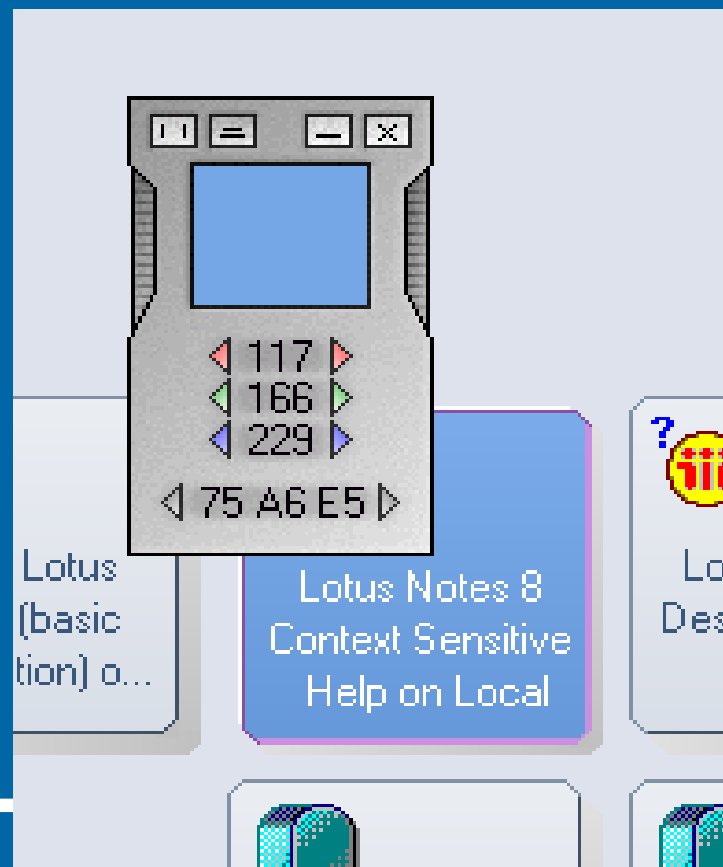 117
166
229
75 A6 E5
Lotus
(basic
tion) o...
Lotus Notes 8
Context Sensitive
Help on Local
?
Lo
Des